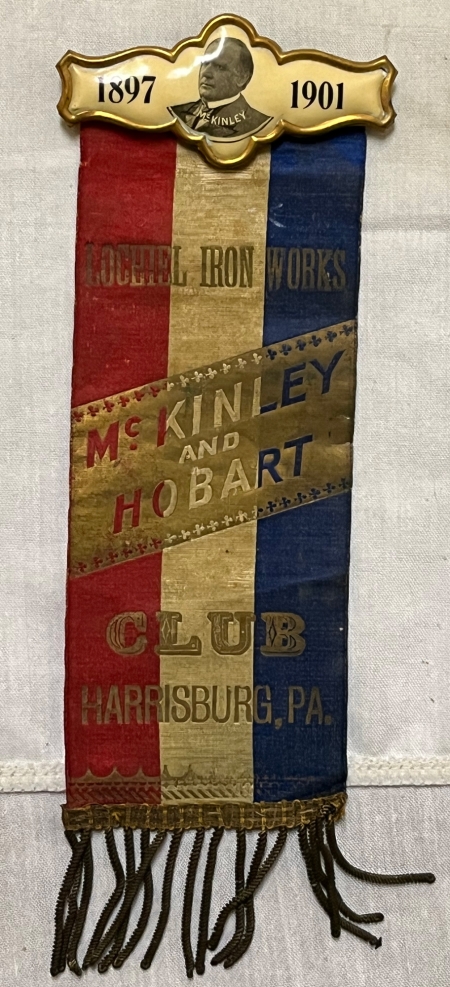 1897 McKINLEY 1901
LOCHIEL IRON WORKS
McKINLEY
AND
HOBART
CLUB
HARRISBURG, PA.